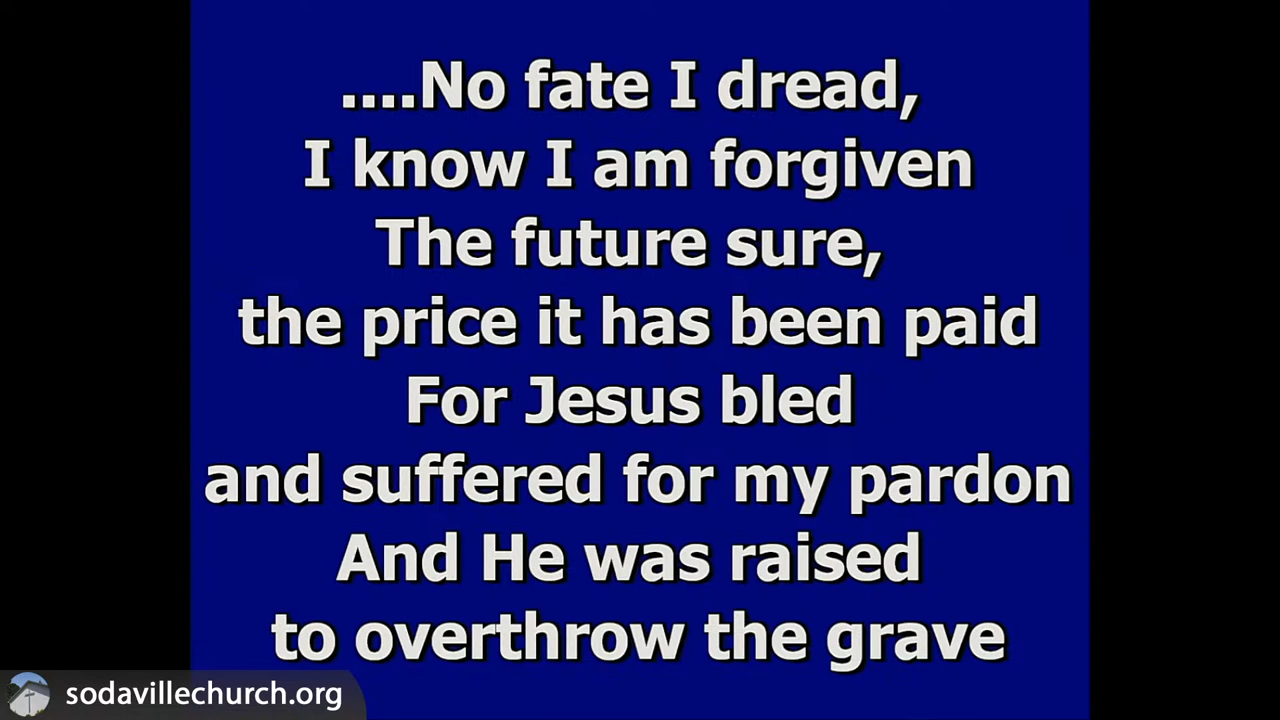 ....No fate I dread,
I know I am forgiven
The future sure,
the price it has been paid
For Jesus bled
and suffered for my pardon
And He was raised
to overthrow the grave
sodavillechurch.org